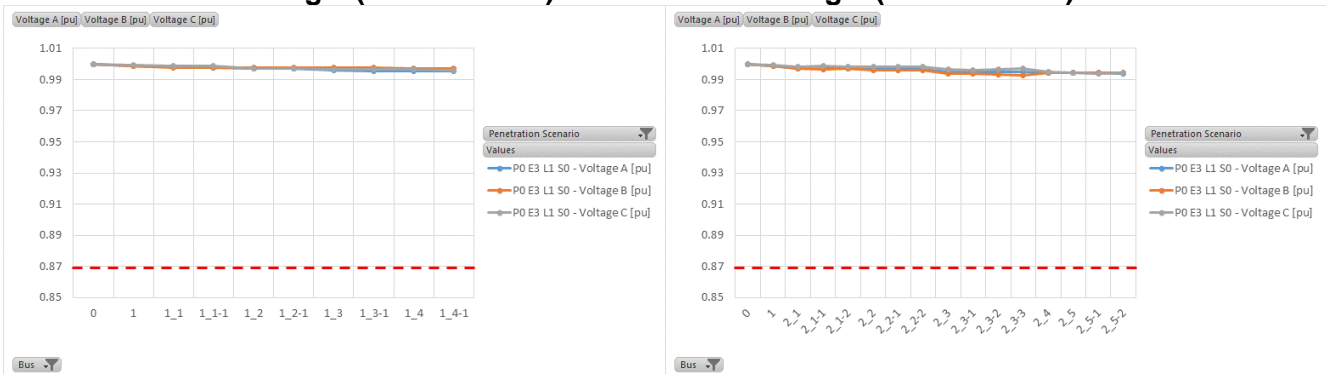 Voltage A [pu] Voltage B [pu] Voltage C [pu]
1.01
0.99
0.97
0.95
0.93
0.91
0.89
0.87
0.85
0 1 1_1 1_1-1 1_2 1_2-1 1_3 1_3-1 1_4 1_4-1
Penetration Scenario
Values
P0 E3 L1 S0 - Voltage A [pu]
P0 E3 L1 S0 - Voltage B [pu]
P0 E3 L1 S0 - Voltage C [pu]
Bus
Voltage A [pu] Voltage B [pu] Voltage C [pu]
1.01
0.99
0.97
0.95
0.93
0.91
0.89
0.87
0.85
0 1 2_1 2_1-1 2_1-2 2_2 2_2-1 2_2-2 2_3 2_3-1 2_3-2 2_3-3 2_4 2_5 2_5-1 2_5-2
Penetration Scenario
Values
P0 E3 L1 S0 - Voltage A [pu]
P0 E3 L1 S0 - Voltage B [pu]
P0 E3 L1 S0 - Voltage C [pu]
Bus